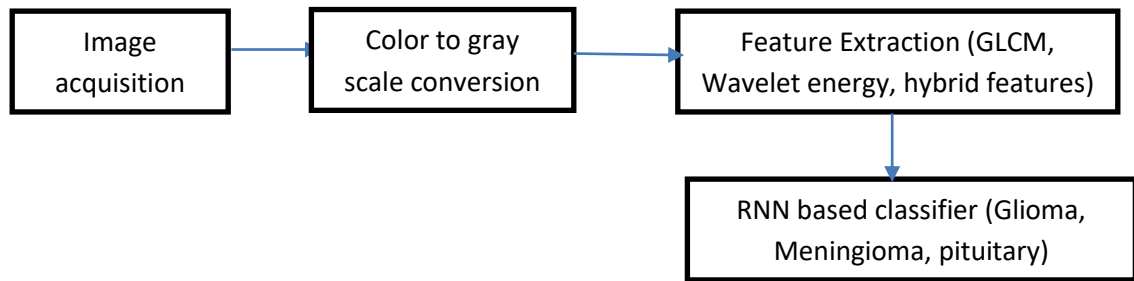 Image
acquisition
Color to gray
scale conversion
Feature Extraction (GLCM,
Wavelet energy, hybrid features)
RNN based classifier (Glioma,
Meningioma, pituitary)